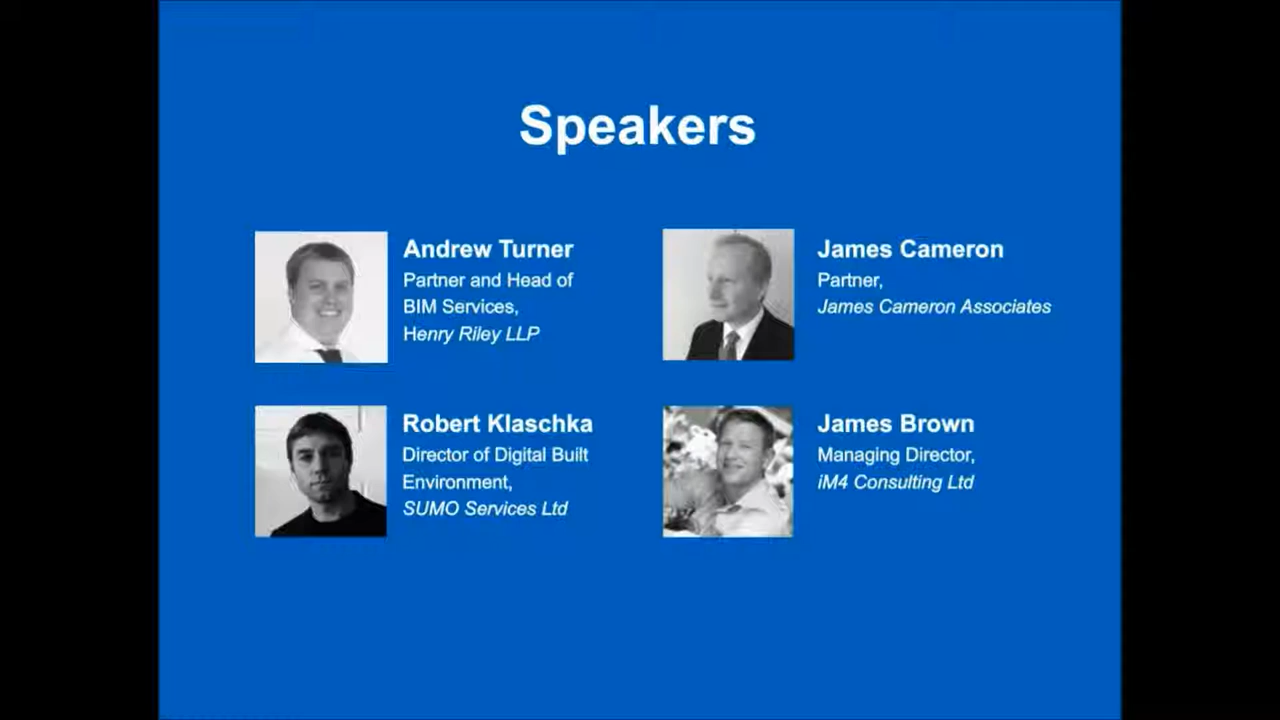 Speakers
Andrew Turner
Partner and Head of
BIM Services,
Henry Riley LLP
James Cameron
Partner,
James Cameron Associates
Robert Klaschka
Director of Digital Built
Environment,
SUMO Services Ltd
James Brown
Managing Director,
iM4 Consulting Ltd